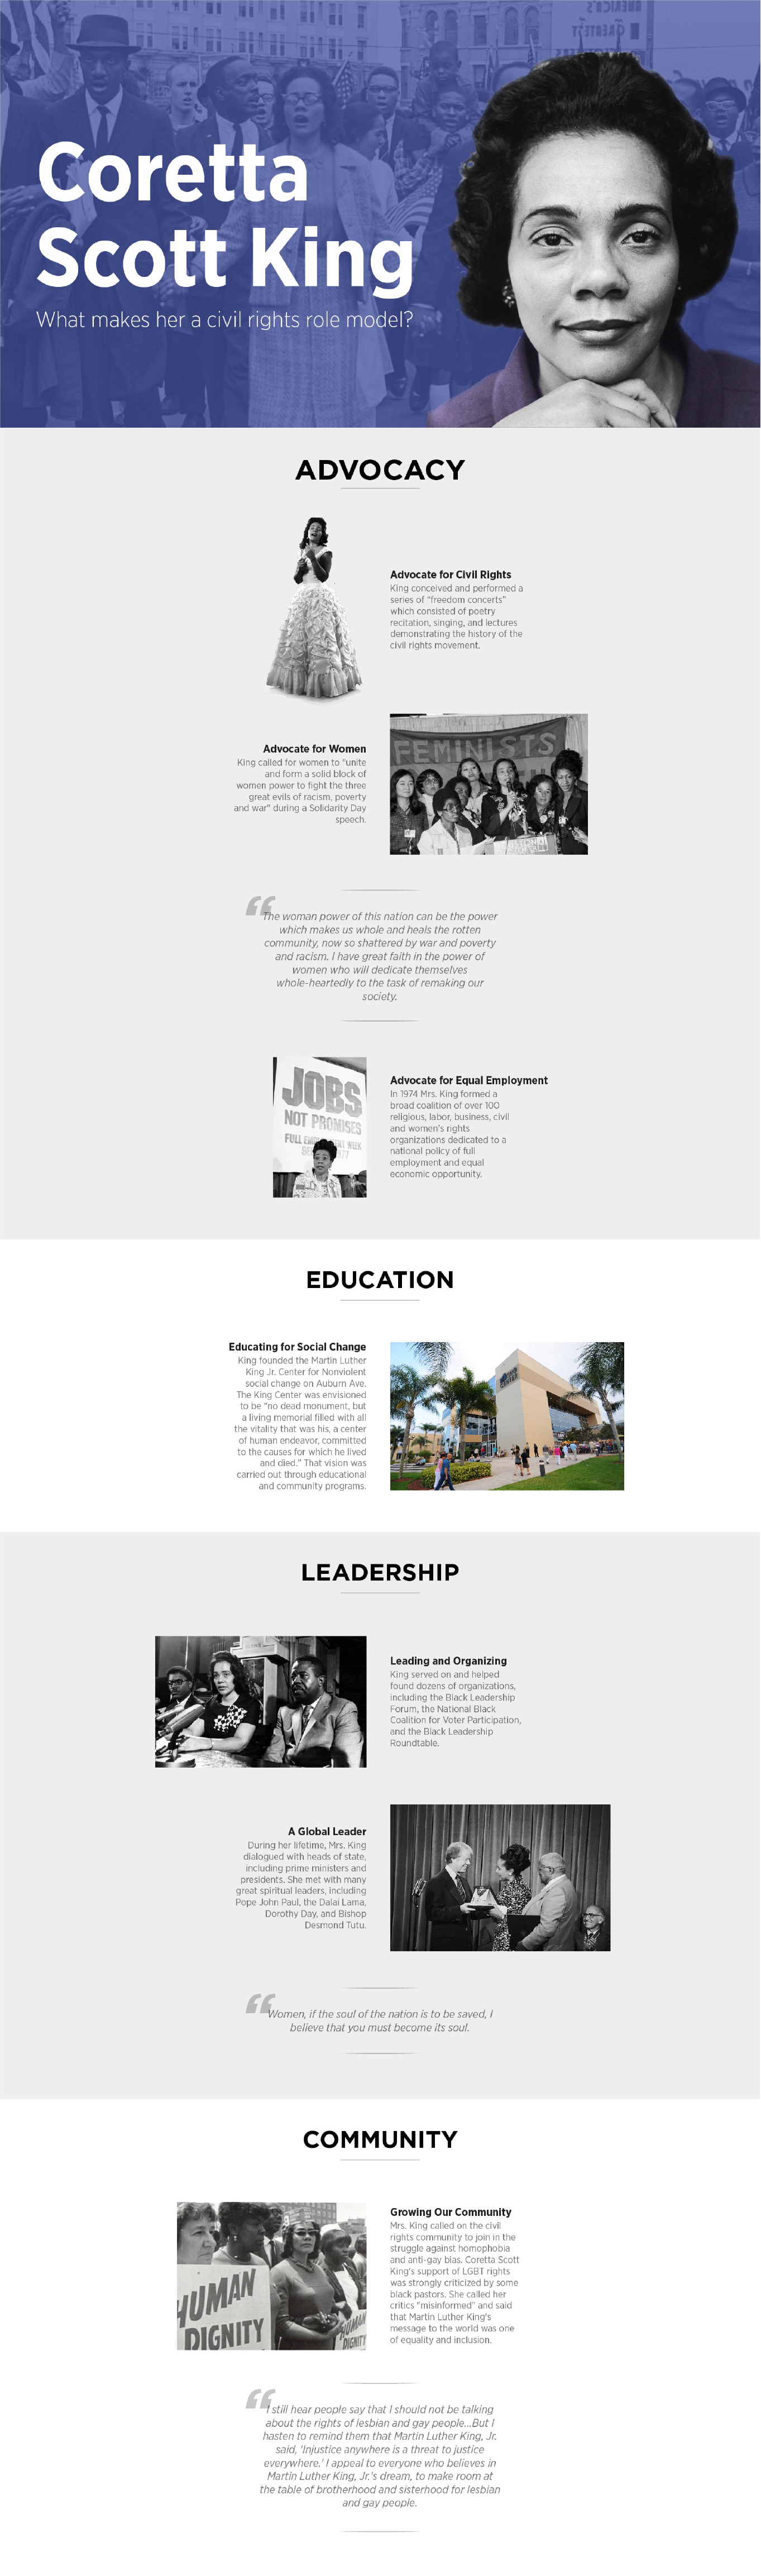 AMERICA'S
GREATEST
Coretta
Scott King
What makes her a civil rights role model?
ADVOCACY
Advocate for Civil Rights
King conceived and performed a
series of "freedom concerts"
which consisted of poetry
recitation, singing, and lectures
demonstrating the history of the
civil rights movement.
FEMINISTS
Advocate for Women
King called for women to "unite
and form a solid block of
women power to fight the three
great evils of racism, poverty
and war" during a Solidarity Day
speech.
“
The woman power of this nation can be the power
which makes us whole and heals the rotten
community, now so shattered by war and poverty
and racism. I have great faith in the power of
women who will dedicate themselves
whole-heartedly to the task of remaking our
society.
JOBS
NOT PROMISES
Advocate for Equal Employment
In 1974 Mrs. King formed a
broad coalition of over 100
religious, labor, business, civil
and women's rights
organizations dedicated to a
national policy of full
employment and equal
economic opportunity.
EDUCATION
Educating for Social Change
King founded the Martin Luther
King Jr. Center for Nonviolent
social change on Auburn Ave.
The King Center was envisioned
to be "no dead monument, but
a living memorial filled with all
the vitality that was his, a center
of human endeavor, committed
to the causes for which he lived
and died." That vision was
carried out through educational
and community programs.
LEADERSHIP
Leading and Organizing
King served on and helped
found dozens of organizations,
including the Black Leadership
Forum, the National Black
Coalition for Voter Participation,
and the Black Leadership
Roundtable.
A Global Leader
During her lifetime, Mrs. King
dialogued with heads of state,
including prime ministers and
presidents. She met with many
great spiritual leaders, including
Pope John Paul, the Dalai Lama,
Dorothy Day, and Bishop
Desmond Tutu.
“
Women, if the soul of the nation is to be saved, I
believe that you must become its soul.
COMMUNITY
HUMAN
DIGNITY
HUMAN
DIGNITY
Growing Our Community
Mrs. King called on the civil
rights community to join in the
struggle against homophobia
and anti-gay bias. Coretta Scott
King's support of LGBT rights
was strongly criticized by some
black pastors. She called her
critics "misinformed" and said
that Martin Luther King's
message to the world was one
of equality and inclusion.
“
I still hear people say that I should not be talking
about the rights of lesbian and gay people...But I
hasten to remind them that Martin Luther King, Jr.
said, 'Injustice anywhere is a threat to justice
everywhere.' I appeal to everyone who believes in
Martin Luther King, Jr.'s dream, to make room at
the table of brotherhood and sisterhood for lesbian
and gay people.